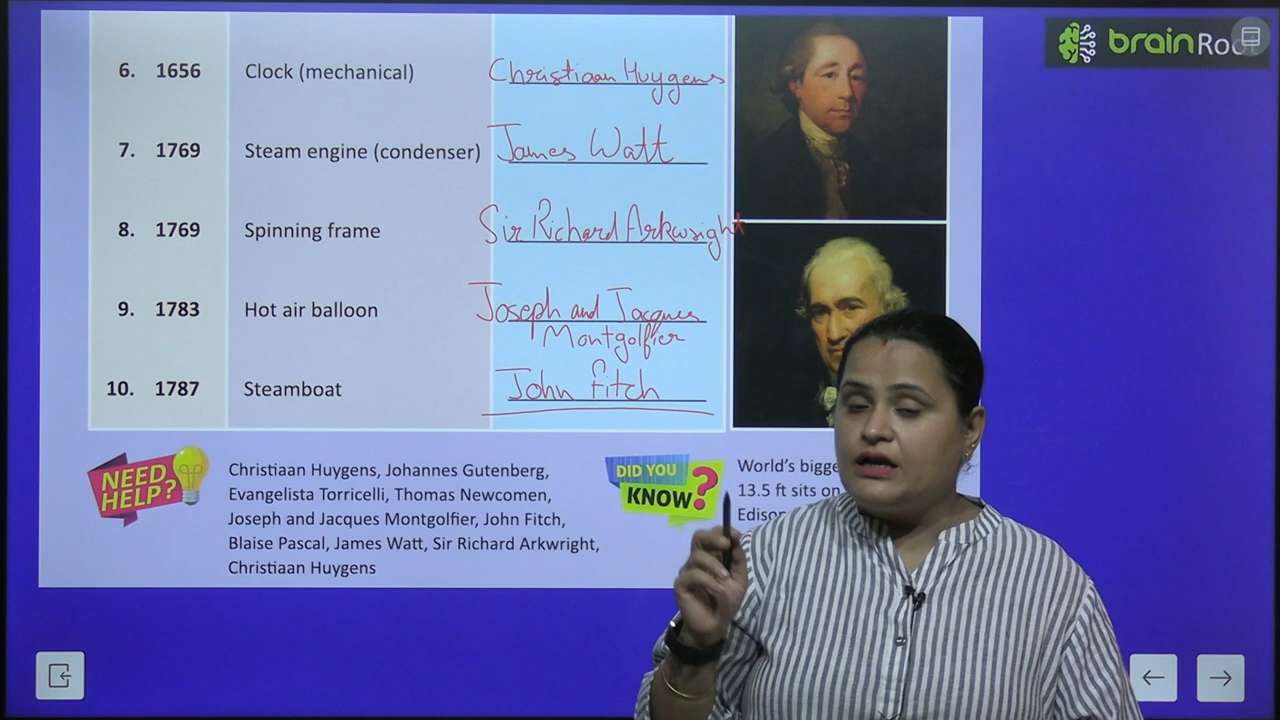 brainRoo
6. 1656 Clock (mechanical) Christiaan Huygens
7. 1769 Steam engine (condenser) James Watt
8. 1769 Spinning frame Sir Richard Arkwright
9. 1783 Hot air balloon Joseph and Jacques
Montgolfier
10. 1787 Steamboat John Fitch
NEED
HELP?
Christiaan Huygens, Johannes Gutenberg,
Evangelista Torricelli, Thomas Newcomen,
Joseph and Jacques Montgolfier, John Fitch,
Blaise Pascal, James Watt, Sir Richard Arkwright,
Christiaan Huygens
DID YOU
KNOW?
World's bigge
13.5 ft sits on
Edison